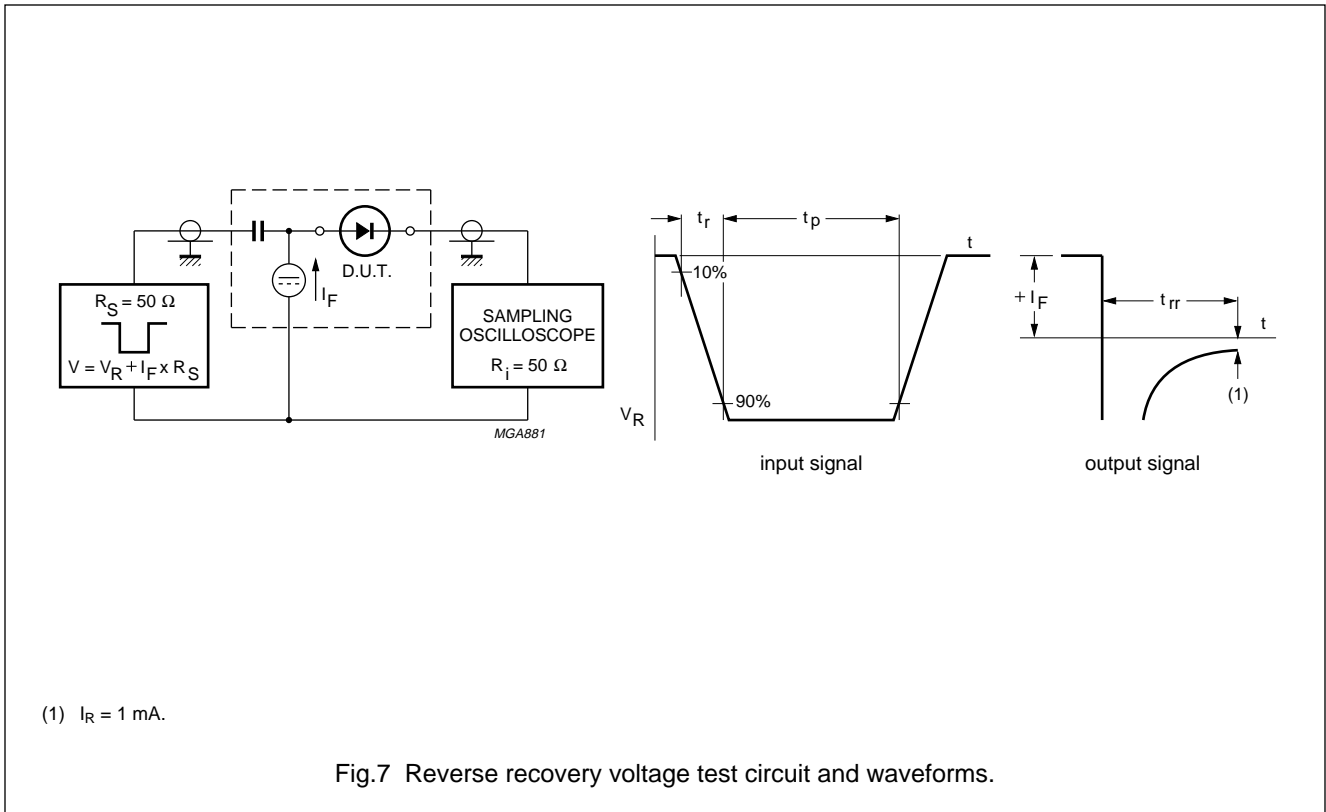 D.U.T.
I_F
R_S = 50 Ω
V = V_R + I_F x R_S
SAMPLING
OSCILLOSCOPE
R_i = 50 Ω
MGA881
t_r
t_p
t
10%
90%
V_R
input signal
+ I_F
t_rr
t
(1)
output signal
(1) I_R = 1 mA.
Fig.7 Reverse recovery voltage test circuit and waveforms.